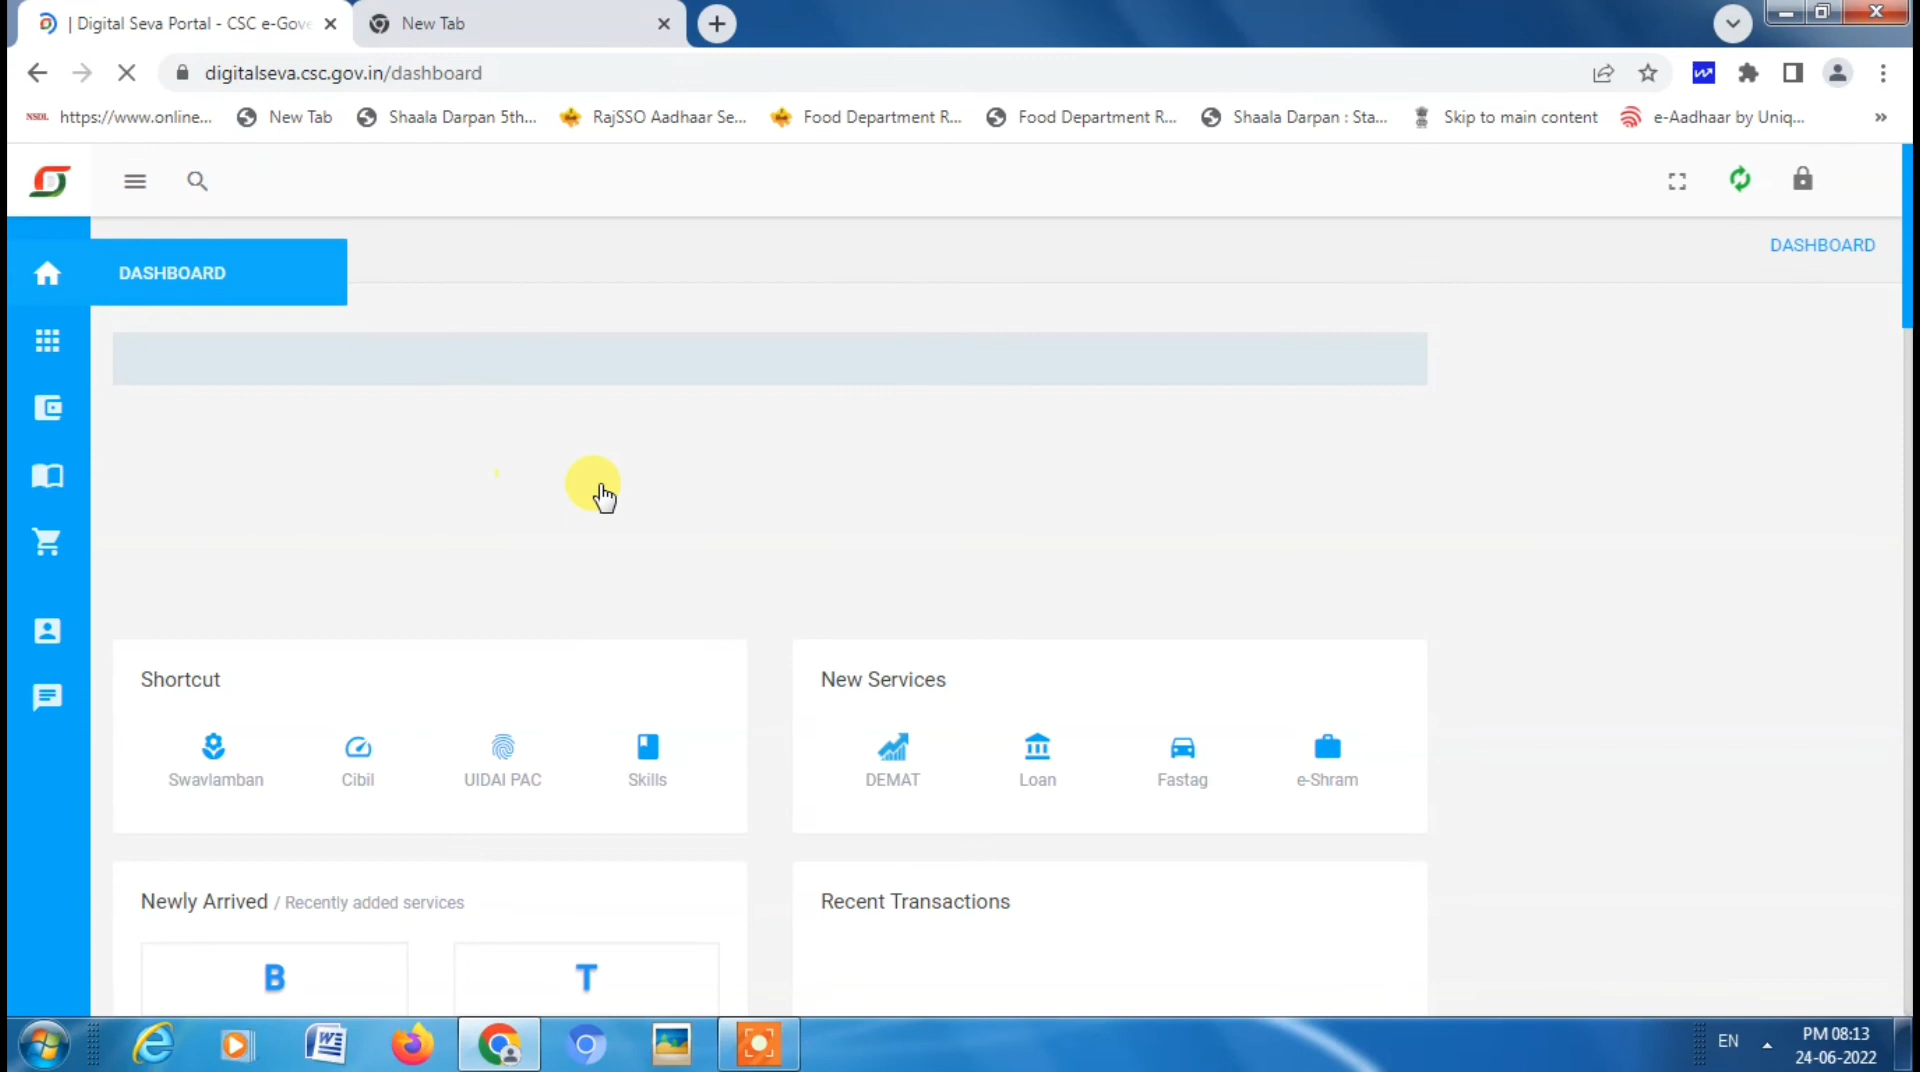 | Digital Seva Portal - CSC e-Gove
New Tab
digitalseva.csc.gov.in/dashboard
NSDL https://www.online... New Tab Shaala Darpan 5th... RajSSO Aadhaar Se... Food Department R... Food Department R... Shaala Darpan : Sta... Skip to main content e-Aadhaar by Uniq... »
DASHBOARD
DASHBOARD
Shortcut
Swavlamban Cibil UIDAI PAC Skills
New Services
DEMAT Loan Fastag e-Shram
Newly Arrived / Recently added services
B T
Recent Transactions
EN
PM 08:13
24-06-2022